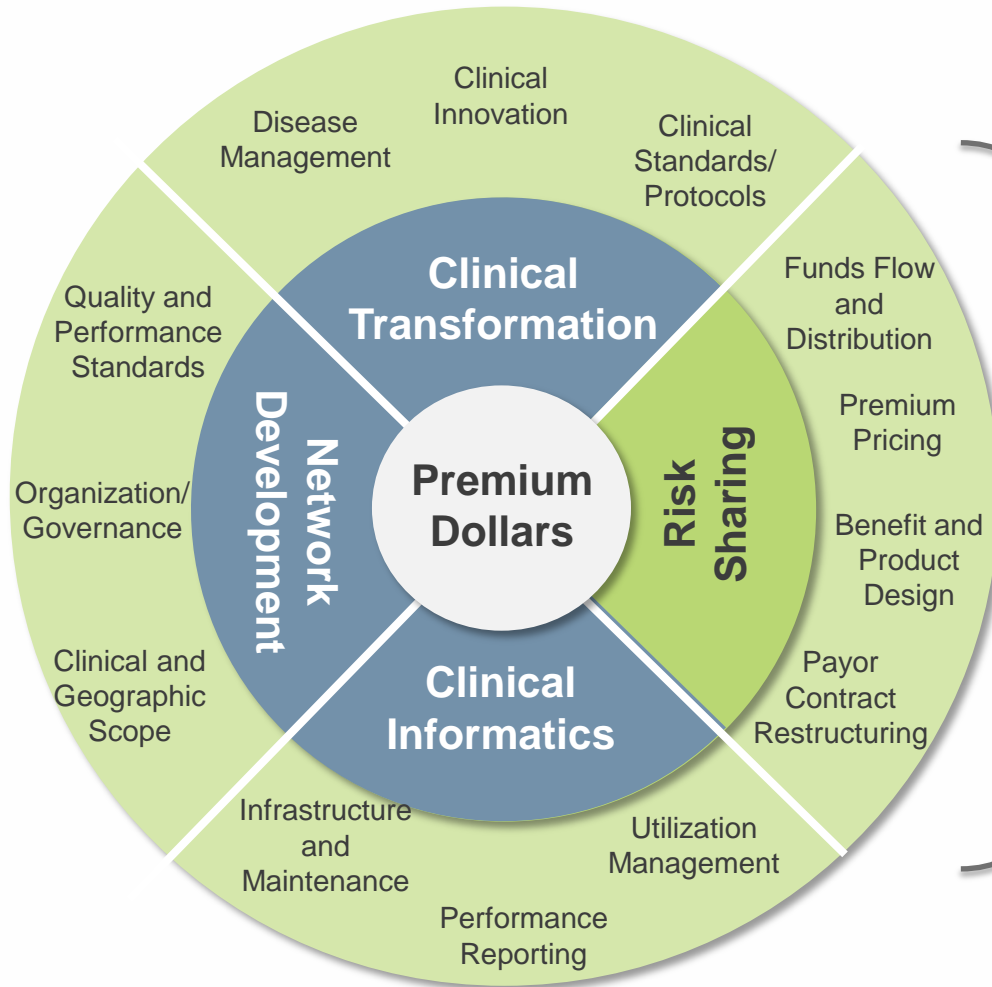 Clinical
Innovation
Disease
Management
Clinical
Standards/
Protocols
Clinical
Transformation
Funds Flow
and
Distribution
Quality and
Performance
Standards
Premium
Pricing
Network
Development
Premium
Dollars
Risk
Sharing
Organization/
Governance
Benefit and
Product
Design
Clinical and
Geographic
Scope
Payor
Contract
Restructuring
Clinical
Informatics
Infrastructure
and
Maintenance
Utilization
Management
Performance
Reporting